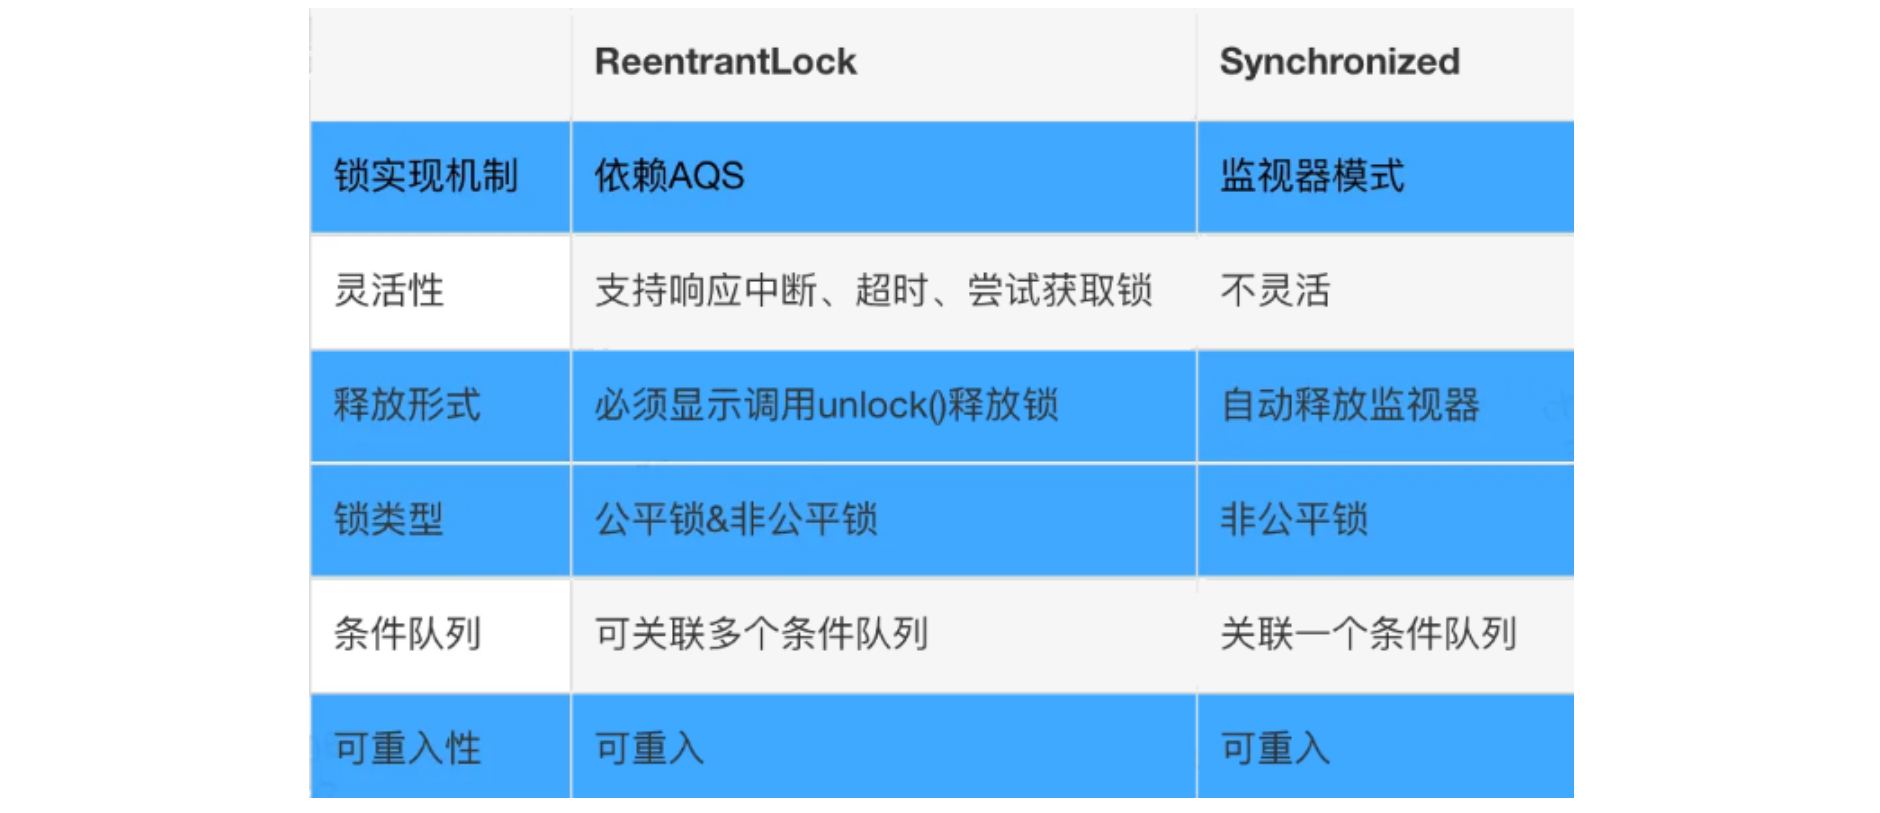 ReentrantLock Synchronized
锁实现机制 依赖AQS 监视器模式
灵活性 支持响应中断、超时、尝试获取锁 不灵活
释放形式 必须显示调用unlock()释放锁 自动释放监视器
锁类型 公平锁&非公平锁 非公平锁
条件队列 可关联多个条件队列 关联一个条件队列
可重入性 可重入 可重入